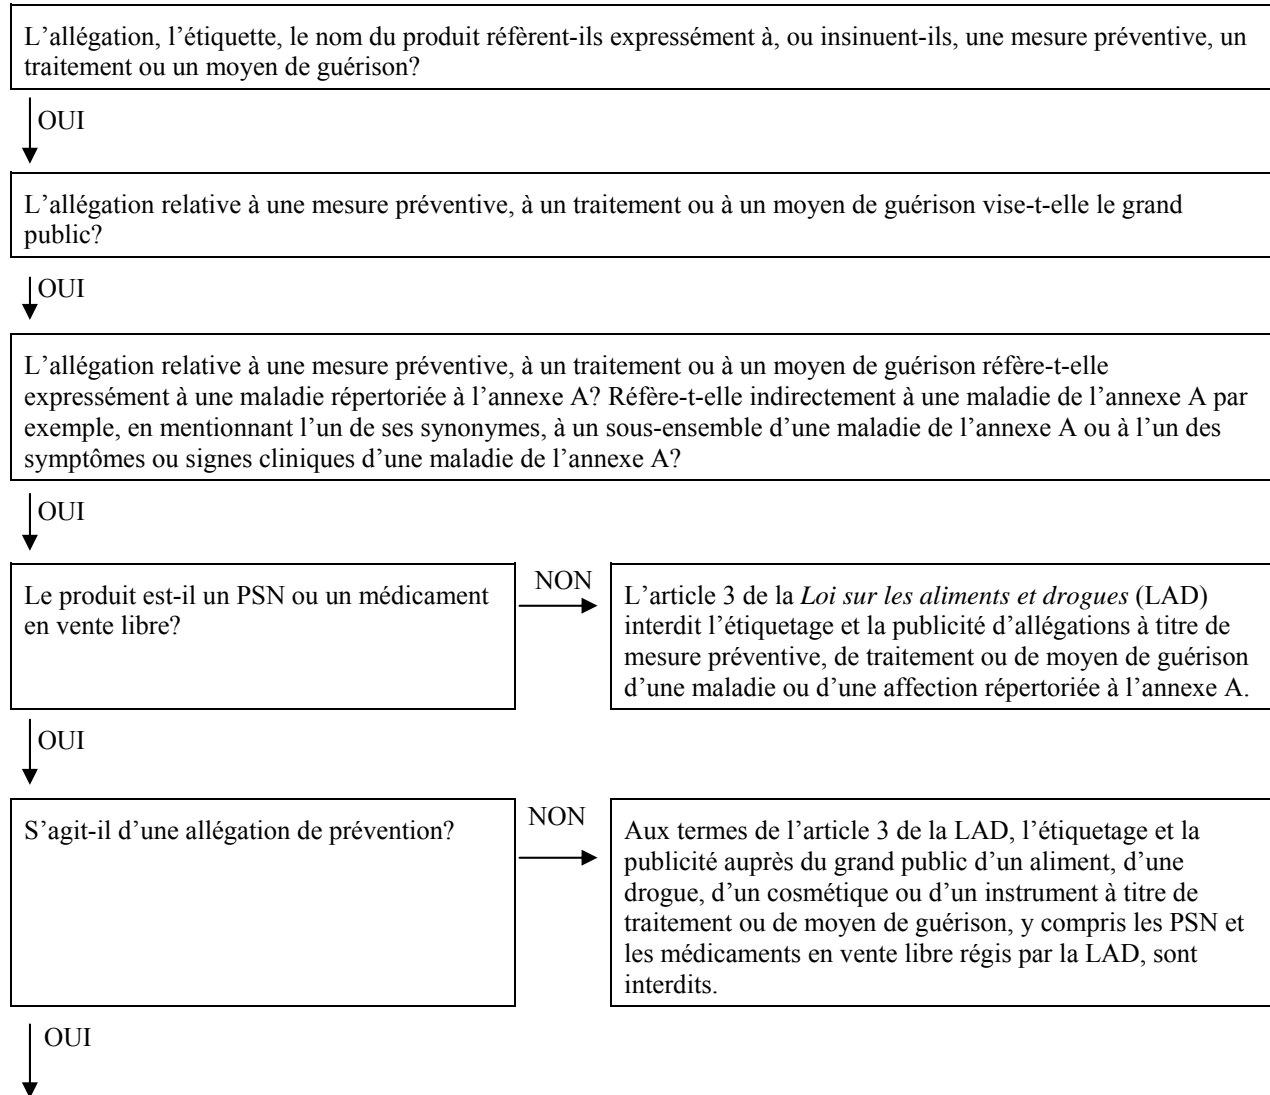 L’allégation, l’étiquette, le nom du produit réfèrent-ils expressément à, ou insinuent-ils, une mesure préventive, un
traitement ou un moyen de guérison?
OUI
L’allégation relative à une mesure préventive, à un traitement ou à un moyen de guérison vise-t-elle le grand
public?
OUI
L’allégation relative à une mesure préventive, à un traitement ou à un moyen de guérison réfère-t-elle
expressément à une maladie répertoriée à l’annexe A? Réfère-t-elle indirectement à une maladie de l’annexe A par
exemple, en mentionnant l’un de ses synonymes, à un sous-ensemble d’une maladie de l’annexe A ou à l’un des
symptômes ou signes cliniques d’une maladie de l’annexe A?
OUI
Le produit est-il un PSN ou un médicament
en vente libre?
NON
L’article 3 de la Loi sur les aliments et drogues (LAD)
interdit l’étiquetage et la publicité d’allégations à titre de
mesure préventive, de traitement ou de moyen de guérison
d’une maladie ou d’une affection répertoriée à l’annexe A.
OUI
S’agit-il d’une allégation de prévention?
NON
Aux termes de l’article 3 de la LAD, l’étiquetage et la
publicité auprès du grand public d’un aliment, d’une
drogue, d’un cosmétique ou d’un instrument à titre de
traitement ou de moyen de guérison, y compris les PSN et
les médicaments en vente libre régis par la LAD, sont
interdits.
OUI